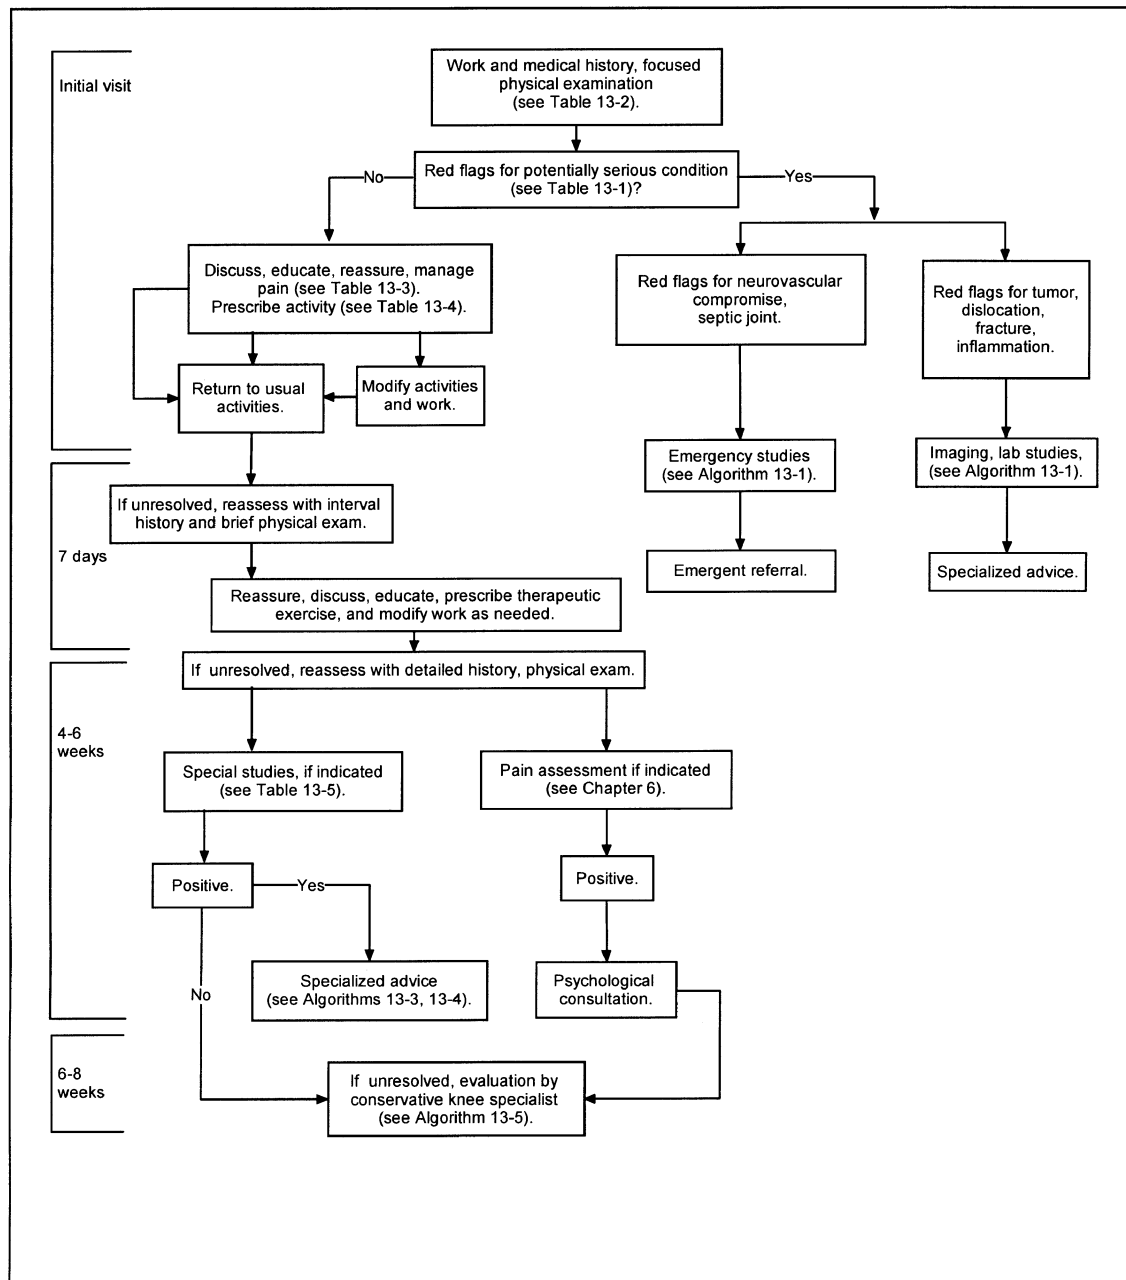 Initial visit
Work and medical history, focused
physical examination
(see Table 13-2).
Red flags for potentially serious condition
(see Table 13-1)?
No
Yes
Discuss, educate, reassure, manage
pain (see Table 13-3).
Prescribe activity (see Table 13-4).
Red flags for neurovascular
compromise,
septic joint.
Red flags for tumor,
dislocation,
fracture,
inflammation.
Return to usual
activities.
Modify activities
and work.
Emergency studies
(see Algorithm 13-1).
Imaging, lab studies,
(see Algorithm 13-1).
7 days
If unresolved, reassess with interval
history and brief physical exam.
Emergent referral.
Specialized advice.
Reassure, discuss, educate, prescribe therapeutic
exercise, and modify work as needed.
4-6
weeks
If unresolved, reassess with detailed history, physical exam.
Special studies, if indicated
(see Table 13-5).
Pain assessment if indicated
(see Chapter 6).
Positive.
Yes
Positive.
No
Specialized advice
(see Algorithms 13-3, 13-4).
Psychological
consultation.
6-8
weeks
If unresolved, evaluation by
conservative knee specialist
(see Algorithm 13-5).